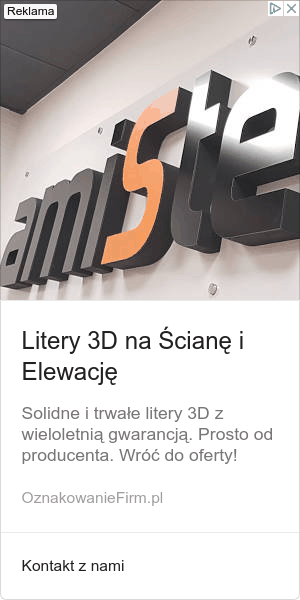 Reklama
amiste
Litery 3D na Ścianę i
Elewację
Solidne i trwałe litery 3D z
wieloletnią gwarancją. Prosto od
producenta. Wróć do oferty!
OznakowanieFirm.pl
Kontakt z nami